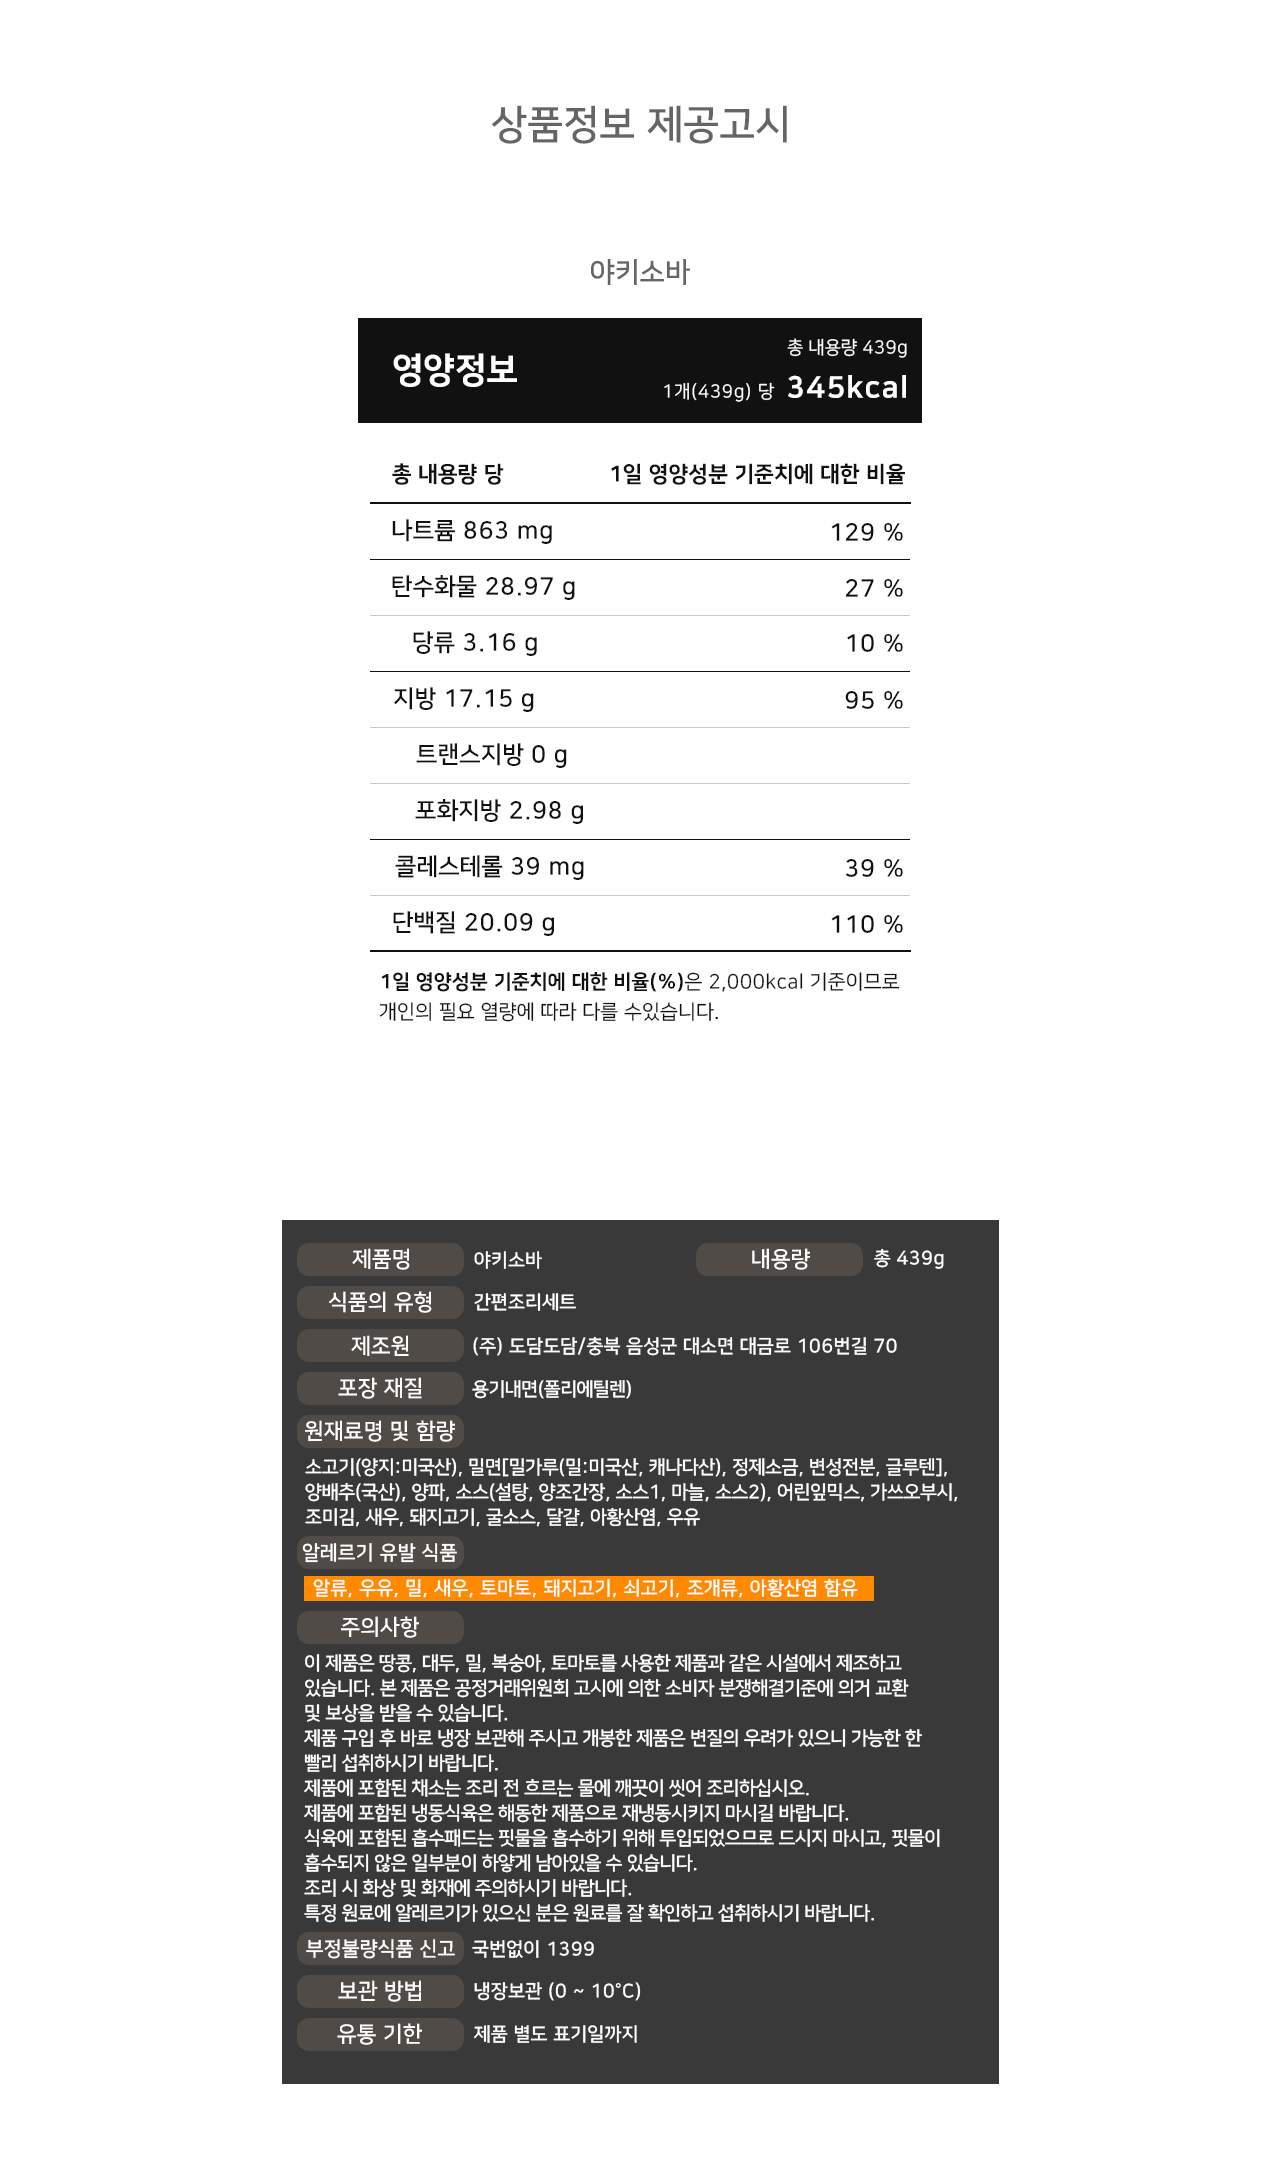 상품정보 제공고시
야키소바
영양정보
총 내용량 439g
1개(439g) 당 345kcal
총 내용량 당 1일 영양성분 기준치에 대한 비율
나트륨 863 mg 129 %
탄수화물 28.97 g 27 %
당류 3.16 g 10 %
지방 17.15 g 95 %
트랜스지방 0 g
포화지방 2.98 g
콜레스테롤 39 mg 39 %
단백질 20.09 g 110 %
1일 영양성분 기준치에 대한 비율(%)은 2,000kcal 기준이므로
개인의 필요 열량에 따라 다를 수있습니다.
제품명 야키소바 내용량 총 439g
식품의 유형 간편조리세트
제조원 (주) 도담도담/충북 음성군 대소면 대금로 106번길 70
포장 재질 용기내면(폴리에틸렌)
원재료명 및 함량
소고기(양지:미국산), 밀면[밀가루(밀:미국산, 캐나다산), 정제소금, 변성전분, 글루텐],
양배추(국산), 양파, 소스(설탕, 양조간장, 소스1, 마늘, 소스2), 어린잎믹스, 가쓰오부시,
조미김, 새우, 돼지고기, 굴소스, 달걀, 아황산염, 우유
알레르기 유발 식품
알류, 우유, 밀, 새우, 토마토, 돼지고기, 쇠고기, 조개류, 아황산염 함유
주의사항
이 제품은 땅콩, 대두, 밀, 복숭아, 토마토를 사용한 제품과 같은 시설에서 제조하고
있습니다. 본 제품은 공정거래위원회 고시에 의한 소비자 분쟁해결기준에 의거 교환
및 보상을 받을 수 있습니다.
제품 구입 후 바로 냉장 보관해 주시고 개봉한 제품은 변질의 우려가 있으니 가능한 한
빨리 섭취하시기 바랍니다.
제품에 포함된 채소는 조리 전 흐르는 물에 깨끗이 씻어 조리하십시오.
제품에 포함된 냉동식육은 해동한 제품으로 재냉동시키지 마시길 바랍니다.
식육에 포함된 흡수패드는 핏물을 흡수하기 위해 투입되었으므로 드시지 마시고, 핏물이
흡수되지 않은 일부분이 하얗게 남아있을 수 있습니다.
조리 시 화상 및 화재에 주의하시기 바랍니다.
특정 원료에 알레르기가 있으신 분은 원료를 잘 확인하고 섭취하시기 바랍니다.
부정불량식품 신고 국번없이 1399
보관 방법 냉장보관 (0 ~ 10°C)
유통 기한 제품 별도 표기일까지